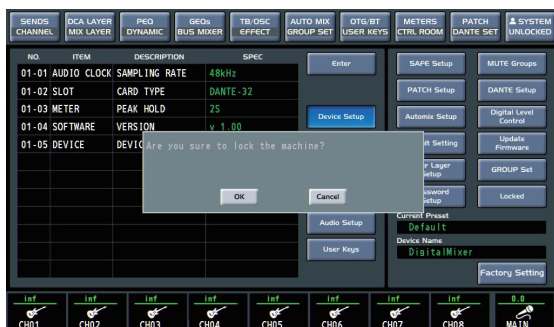 SENDS
CHANNEL
DCA LAYER
MIX LAYER
PEQ
DYNAMIC
GEQs
BUS MIXER
TB/OSC
EFFECT
AUTO MIX
GROUP SET
OTG/BT
USER KEYS
METERS
CTRL ROOM
PATCH
DANTE SET
SYSTEM
UNLOCKED
NO. ITEM DESCRIPTION SPEC
01-01 AUDIO CLOCK SAMPLING RATE 48kHz
01-02 SLOT CARD TYPE DANTE-32
01-03 METER PEAK HOLD 2S
01-04 SOFTWARE VERSION v 1.00
01-05 DEVICE DEVIC
Are you sure to lock the machine?
OK Cancel
Enter
Device Setup
Audio Setup
User Keys
SAFE Setup MUTE Groups
PATCH Setup DANTE Setup
Automix Setup Digital Level
Control
Setting Update
Firmware
Layer
Setup GROUP Set
Setup Locked
Current Preset
Default
Device Name
DigitalMixer
Factory Setting
inf inf inf inf inf inf inf inf 0.0
CH01 CH02 CH03 CH04 CH05 CH06 CH07 CH08 MAIN